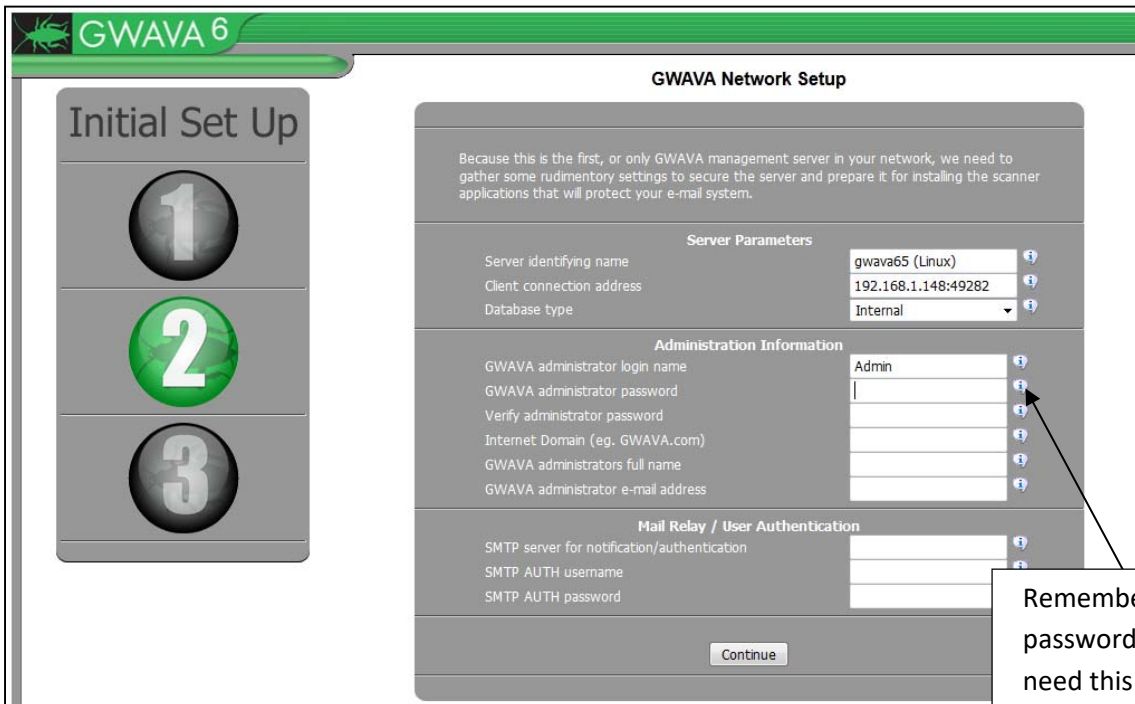 GWAVA 6
Initial Set Up
1
2
3
GWAVA Network Setup
Because this is the first, or only GWAVA management server in your network, we need to
gather some rudimentory settings to secure the server and prepare it for installing the scanner
applications that will protect your e-mail system.
Server Parameters
Server identifying name gwava65 (Linux)
Client connection address 192.168.1.148:49282
Database type Internal
Administration Information
GWAVA administrator login name Admin
GWAVA administrator password
Verify administrator password
Internet Domain (eg. GWAVA.com)
GWAVA administrators full name
GWAVA administrator e-mail address
Mail Relay / User Authentication
SMTP server for notification/authentication
SMTP AUTH username
SMTP AUTH password
Continue
password
need this